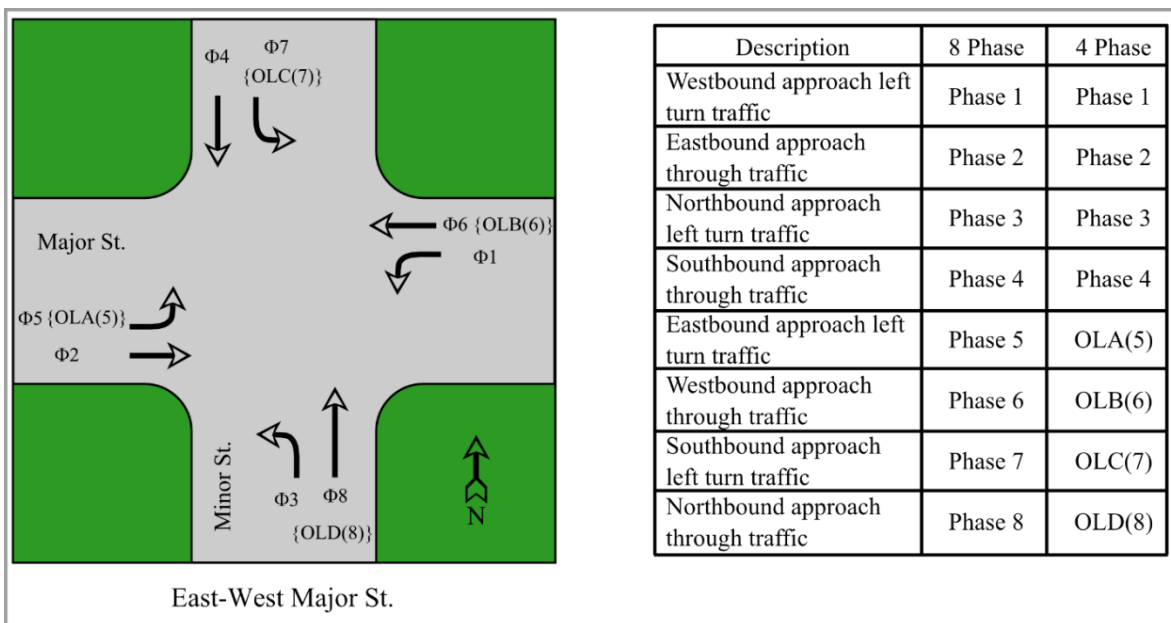 Φ4
Φ7
{OLC(7)}
Φ6 {OLB(6)}
Φ1
Major St.
Φ5 {OLA(5)}
Φ2
Minor St.
Φ3
Φ8
{OLD(8)}
N
East-West Major St.
Description 8 Phase 4 Phase
Westbound approach left
turn traffic
Phase 1 Phase 1
Eastbound approach
through traffic
Phase 2 Phase 2
Northbound approach
left turn traffic
Phase 3 Phase 3
Southbound approach
through traffic
Phase 4 Phase 4
Eastbound approach left
turn traffic
Phase 5 OLA(5)
Westbound approach
through traffic
Phase 6 OLB(6)
Southbound approach
left turn traffic
Phase 7 OLC(7)
Northbound approach
through traffic
Phase 8 OLD(8)